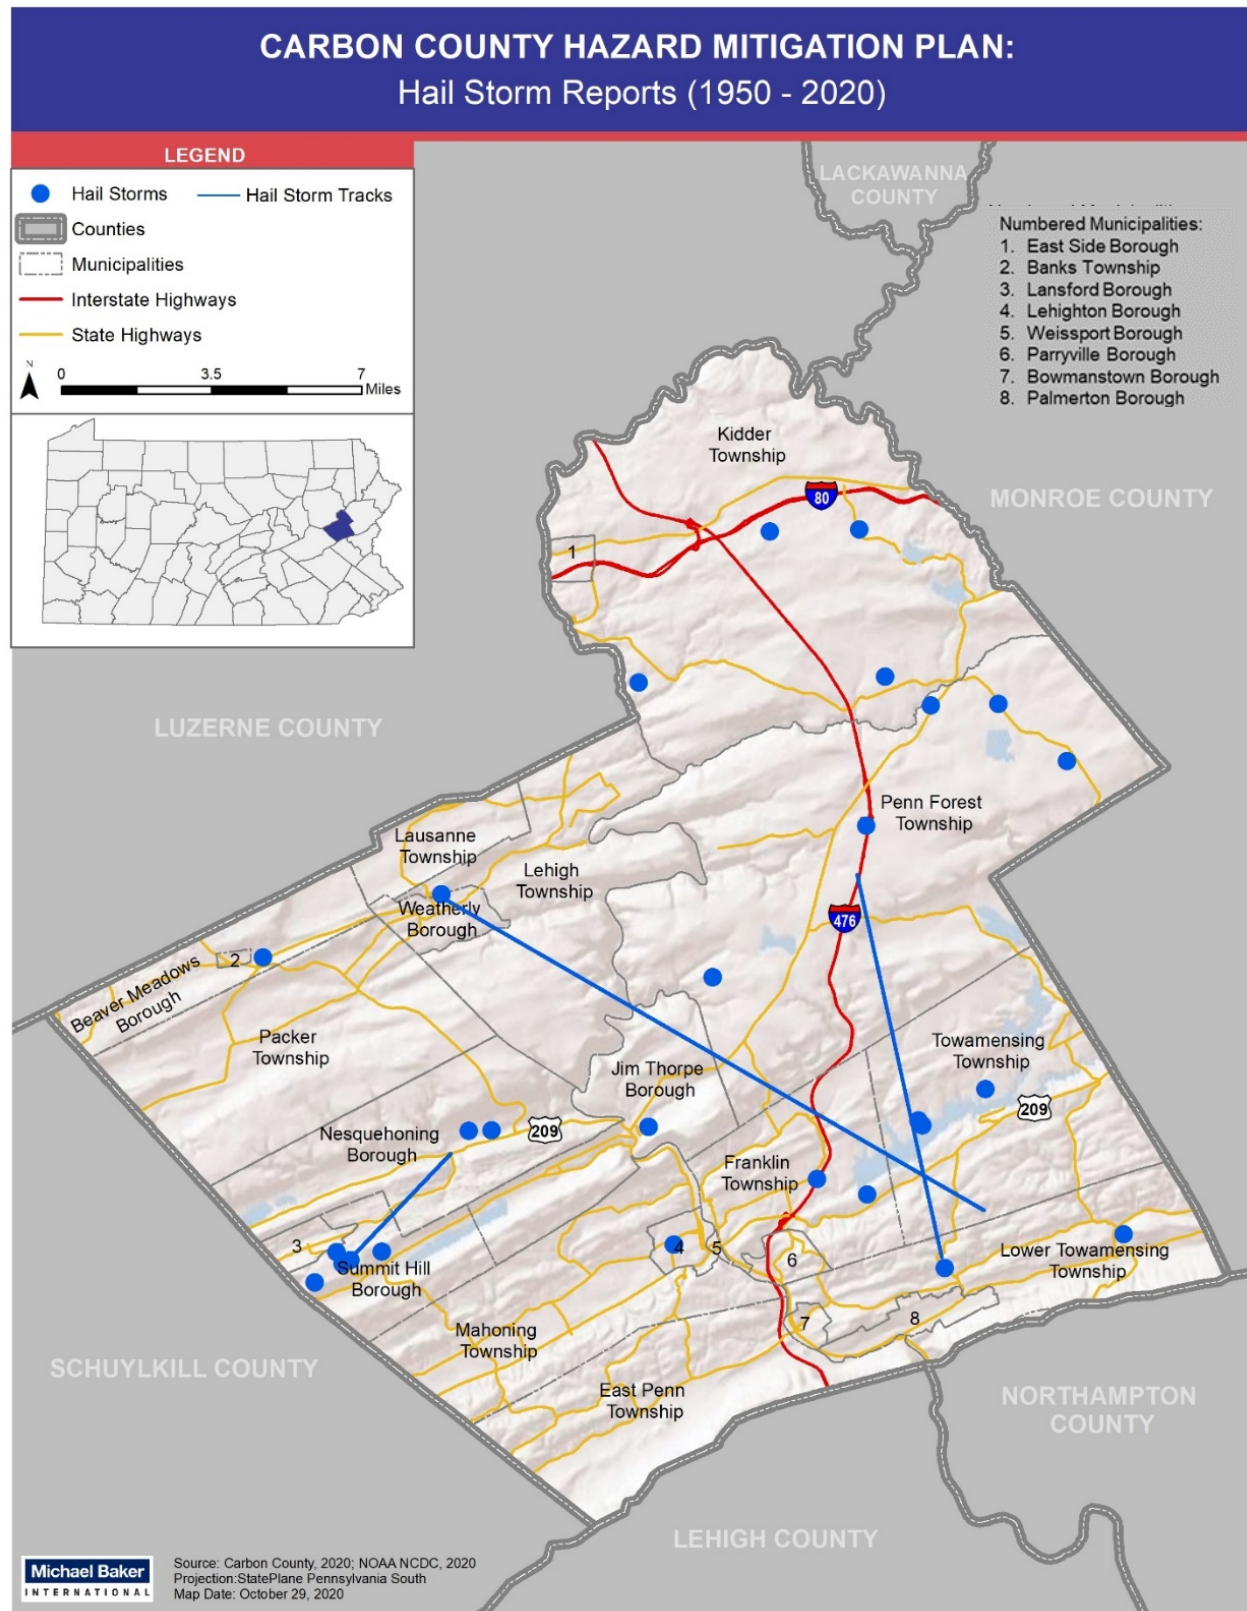 CARBON COUNTY HAZARD MITIGATION PLAN:
Hail Storm Reports (1950 - 2020)
LEGEND
Hail Storms
Hail Storm Tracks
Counties
Municipalities
Interstate Highways
State Highways
N
0 3.5 7
Miles
LACKAWANNA
COUNTY
Numbered Municipalities:
1. East Side Borough
2. Banks Township
3. Lansford Borough
4. Lehighton Borough
5. Weissport Borough
6. Parryville Borough
7. Bowmanstown Borough
8. Palmerton Borough
Kidder
Township
80
MONROE COUNTY
1
LUZERNE COUNTY
Penn Forest
Township
Lausanne
Township
Lehigh
Township
Weatherly
Borough
476
2
Beaver Meadows
Borough
Packer
Township
Towamensing
Township
Jim Thorpe
Borough
209
209
Nesquehoning
Borough
Franklin
Township
3
4
5
6
Summit Hill
Borough
Lower Towamensing
Township
7
8
Mahoning
Township
SCHUYLKILL COUNTY
East Penn
Township
NORTHAMPTON
COUNTY
LEHIGH COUNTY
Michael Baker
INTERNATIONAL
Source: Carbon County, 2020; NOAA NCDC, 2020
Projection:StatePlane Pennsylvania South
Map Date: October 29, 2020